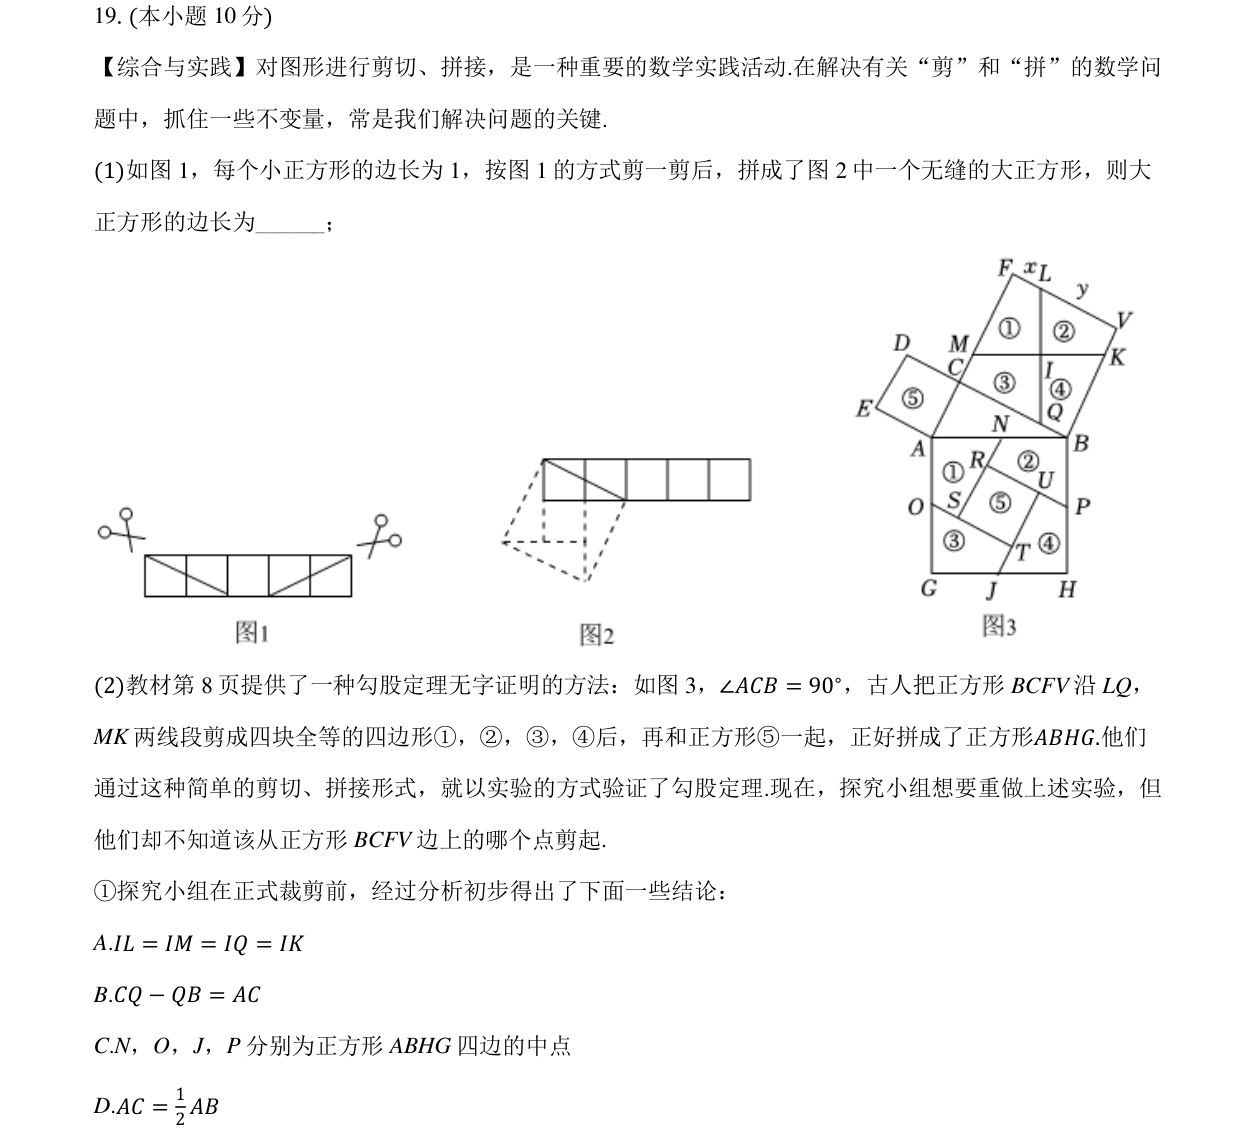 19. (本小题 10 分)
【综合与实践】对图形进行剪切、拼接，是一种重要的数学实践活动.在解决有关“剪”和“拼”的数学问
题中，抓住一些不变量，常是我们解决问题的关键.
(1)如图 1，每个小正方形的边长为 1，按图 1 的方式剪一剪后，拼成了图 2 中一个无缝的大正方形，则大
正方形的边长为______；
F x L
y
V
① ②
D M K
C I
③ ④
⑤ Q
E N
A B
① R ② U
O S ⑤ P
③ T ④
G J H
图1
图2
图3
(2)教材第 8 页提供了一种勾股定理无字证明的方法：如图 3，∠ACB = 90°，古人把正方形 BCFV 沿 LQ，
MK 两线段剪成四块全等的四边形①，②，③，④后，再和正方形⑤一起，正好拼成了正方形ABHG.他们
通过这种简单的剪切、拼接形式，就以实验的方式验证了勾股定理.现在，探究小组想要重做上述实验，但
他们却不知道该从正方形 BCFV 边上的哪个点剪起.
①探究小组在正式裁剪前，经过分析初步得出了下面一些结论：
A.IL = IM = IQ = IK
B.CQ − QB = AC
C.N，O，J，P 分别为正方形 ABHG 四边的中点
D.AC = 1/2 AB